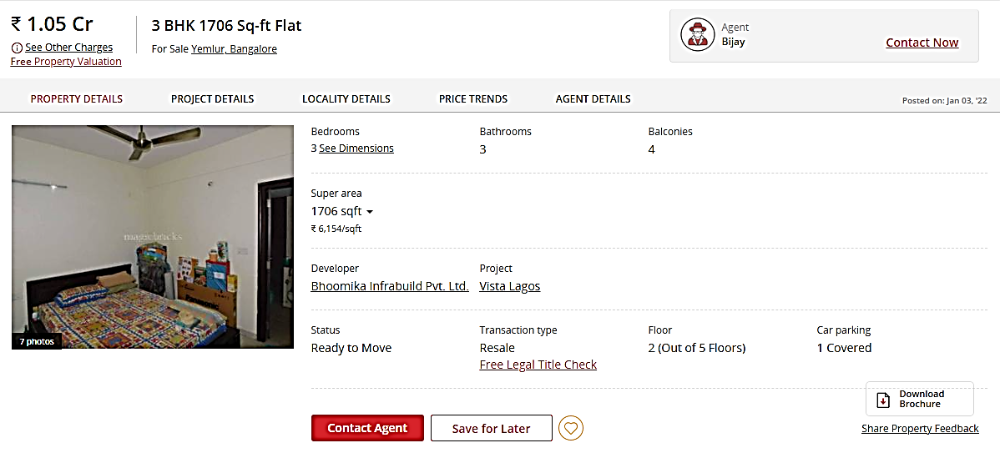 ₹ 1.05 Cr
See Other Charges
Free Property Valuation
3 BHK 1706 Sq-ft Flat
For Sale Yemlur, Bangalore
Agent
Bijay
Contact Now
PROPERTY DETAILS PROJECT DETAILS LOCALITY DETAILS PRICE TRENDS AGENT DETAILS
Posted on: Jan 03, '22
magicbricks
Panasonic
7 photos
Bedrooms Bathrooms Balconies
3 See Dimensions 3 4
Super area
1706 sqft
₹ 6,154/sqft
Developer Project
Bhoomika Infrabuild Pvt. Ltd. Vista Lagos
Status Transaction type Floor Car parking
Ready to Move Resale 2 (Out of 5 Floors) 1 Covered
Free Legal Title Check
Download
Brochure
Contact Agent Save for Later
Share Property Feedback